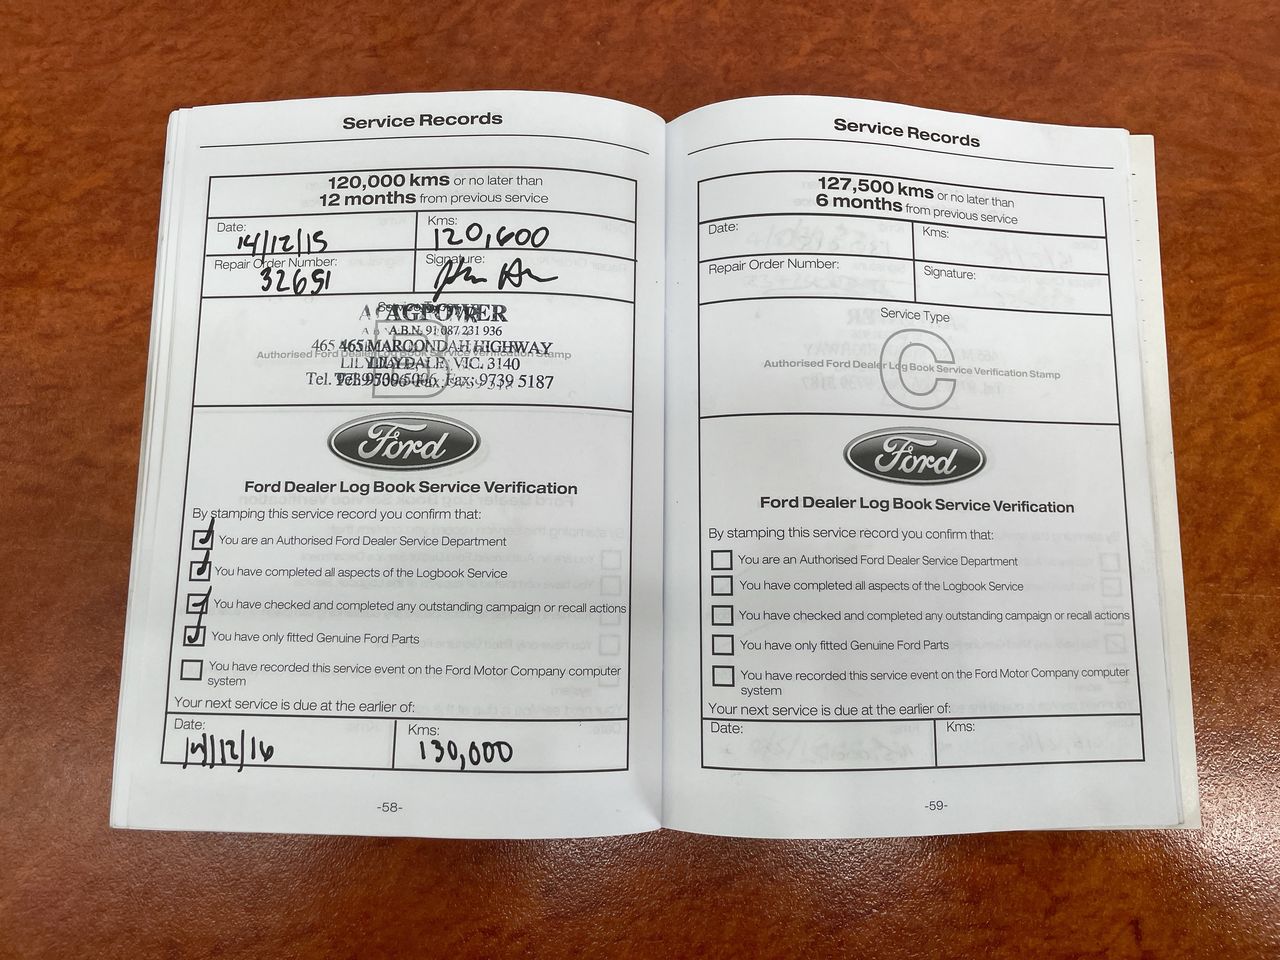 Service Records
120,000 kms or no later than
12 months from previous service
Date:
14/12/15
Kms:
120,600
Repair Order Number:
32651
Signature:
Service Type
AGPOWER
A.B.N. 91 087 231 936
465 MAROONDAH HIGHWAY
Authorised Ford Dealer Log Book Service Verification Stamp
LILYDALE, VIC. 3140
Fax: 9739 5187
Ford
Ford Dealer Log Book Service Verification
By stamping this service record you confirm that:
You are an Authorised Ford Dealer Service Department
You have completed all aspects of the Logbook Service
You have checked and completed any outstanding campaign or recall actions
You have only fitted Genuine Ford Parts
You have recorded this service event on the Ford Motor Company computer
system
Your next service is due at the earlier of:
Date:
14/12/16
Kms:
130,000
-58-
Service Records
127,500 kms or no later than
6 months from previous service
Date:
Kms:
Repair Order Number:
Signature:
Service Type
C
Authorised Ford Dealer Log Book Service Verification Stamp
Ford
Ford Dealer Log Book Service Verification
By stamping this service record you confirm that:
You are an Authorised Ford Dealer Service Department
You have completed all aspects of the Logbook Service
You have checked and completed any outstanding campaign or recall actions
You have only fitted Genuine Ford Parts
You have recorded this service event on the Ford Motor Company computer
system
Your next service is due at the earlier of:
Date:
Kms:
-59-